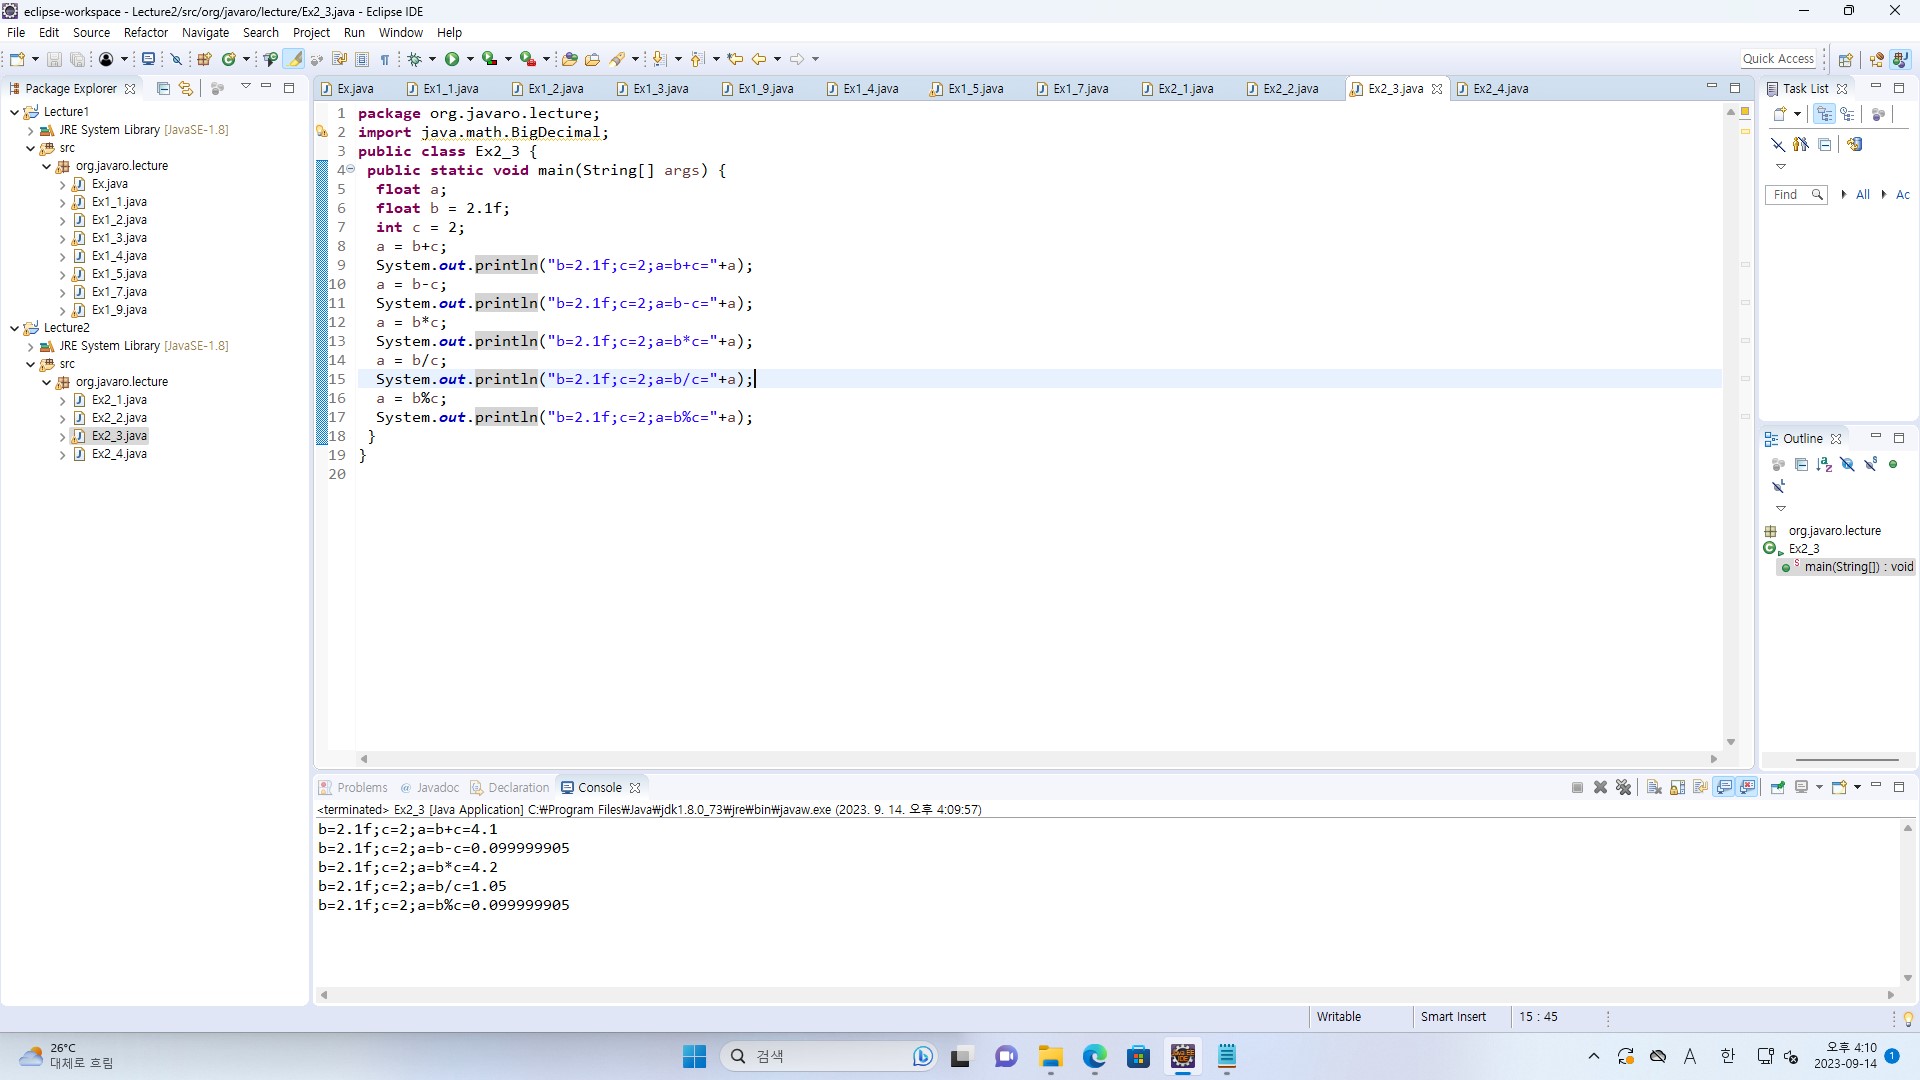 eclipse-workspace - Lecture2/src/org/javaro/lecture/Ex2_3.java - Eclipse IDE
File Edit Source Refactor Navigate Search Project Run Window Help
Quick Access
Package Explorer
Lecture1
JRE System Library [JavaSE-1.8]
src
org.javaro.lecture
Ex.java
Ex1_1.java
Ex1_2.java
Ex1_3.java
Ex1_4.java
Ex1_5.java
Ex1_7.java
Ex1_9.java
Lecture2
JRE System Library [JavaSE-1.8]
src
org.javaro.lecture
Ex2_1.java
Ex2_2.java
Ex2_3.java
Ex2_4.java
Ex.java Ex1_1.java Ex1_2.java Ex1_3.java Ex1_9.java Ex1_4.java Ex1_5.java Ex1_7.java Ex2_1.java Ex2_2.java Ex2_3.java Ex2_4.java
1 package org.javaro.lecture;
2 import java.math.BigDecimal;
3 public class Ex2_3 {
4 public static void main(String[] args) {
5 float a;
6 float b = 2.1f;
7 int c = 2;
8 a = b+c;
9 System.out.println("b=2.1f;c=2;a=b+c="+a);
10 a = b-c;
11 System.out.println("b=2.1f;c=2;a=b-c="+a);
12 a = b*c;
13 System.out.println("b=2.1f;c=2;a=b*c="+a);
14 a = b/c;
15 System.out.println("b=2.1f;c=2;a=b/c="+a);
16 a = b%c;
17 System.out.println("b=2.1f;c=2;a=b%c="+a);
18 }
19 }
20
Task List
Find All Ac
Outline
org.javaro.lecture
Ex2_3
main(String[]) : void
Problems Javadoc Declaration Console
<terminated> Ex2_3 [Java Application] C:₩Program Files₩Java₩jdk1.8.0_73₩jre₩bin₩javaw.exe (2023. 9. 14. 오후 4:09:57)
b=2.1f;c=2;a=b+c=4.1
b=2.1f;c=2;a=b-c=0.099999905
b=2.1f;c=2;a=b*c=4.2
b=2.1f;c=2;a=b/c=1.05
b=2.1f;c=2;a=b%c=0.099999905
Writable Smart Insert 15 : 45
26°C
대체로 흐림
검색
A 한
오후 4:10
2023-09-14
1